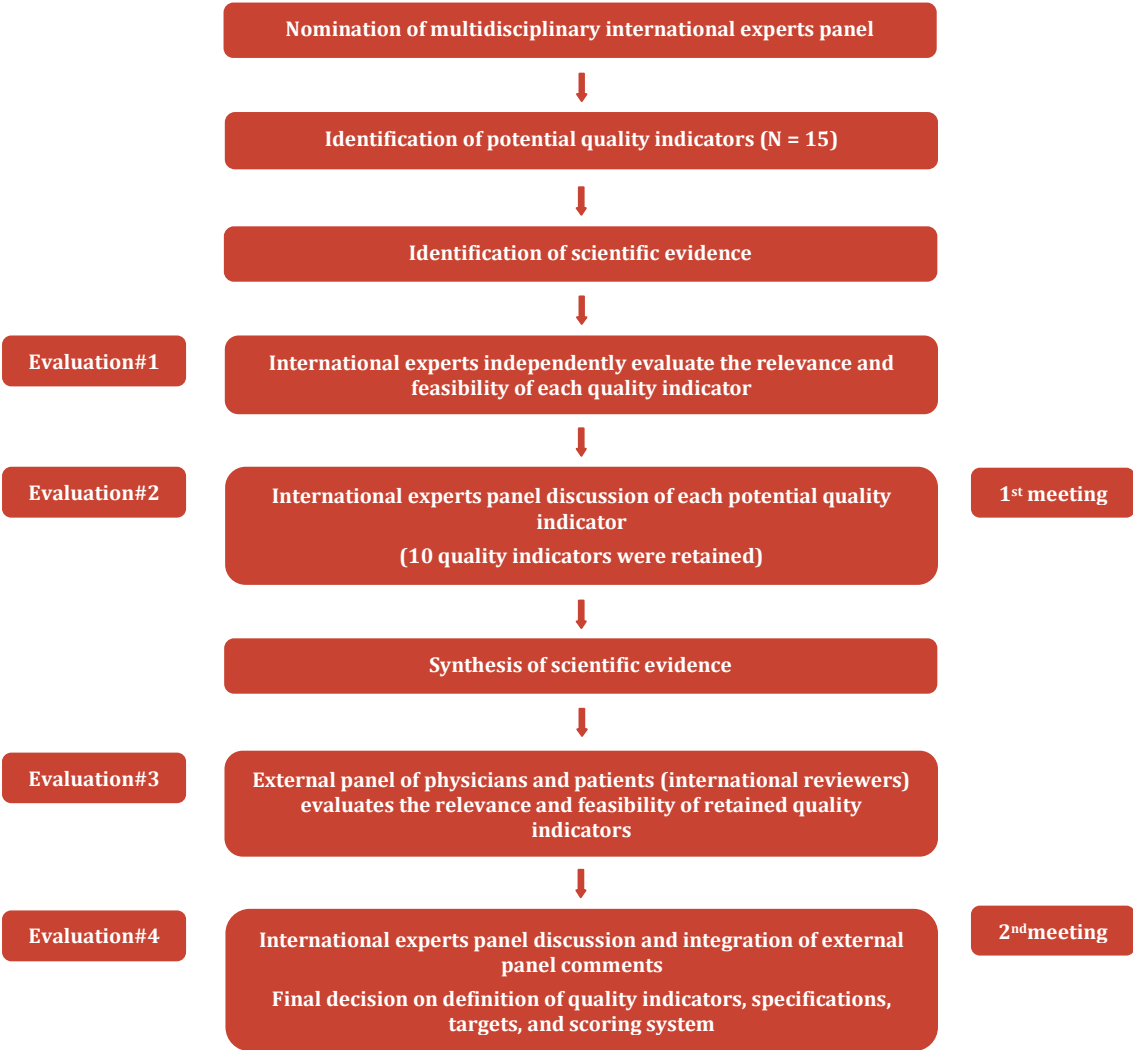 Nomination of multidisciplinary international experts panel
Identification of potential quality indicators (N = 15)
Identification of scientific evidence
Evaluation#1
International experts independently evaluate the relevance and
feasibility of each quality indicator
Evaluation#2
International experts panel discussion of each potential quality
indicator
(10 quality indicators were retained)
1st meeting
Synthesis of scientific evidence
Evaluation#3
External panel of physicians and patients (international reviewers)
evaluates the relevance and feasibility of retained quality
indicators
Evaluation#4
International experts panel discussion and integration of external
panel comments
Final decision on definition of quality indicators, specifications,
targets, and scoring system
2ndmeeting